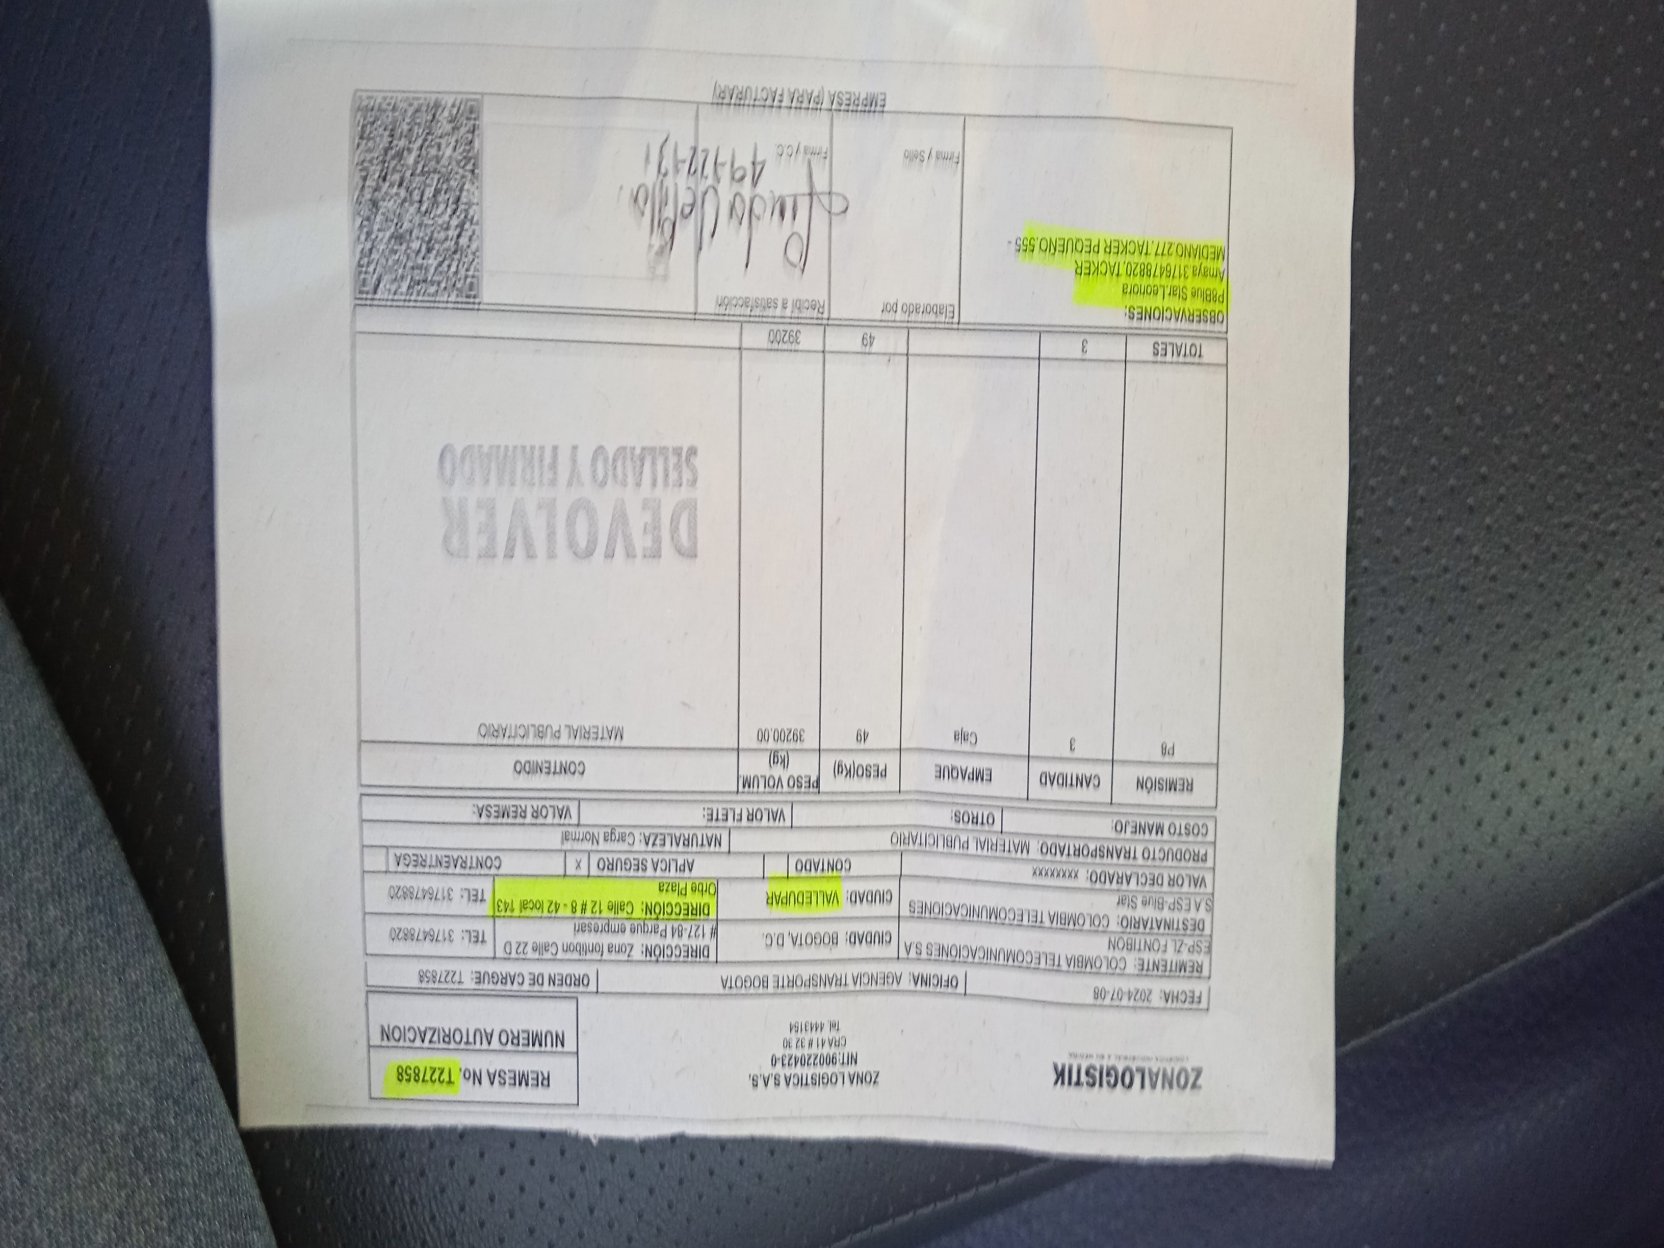 ZONALOGISTIK
ZONA LOGISTICA S.A.S.
NIT:900220423-0
CRA 41 # 32 30
Tel. 4443154
REMESA No. T227858
NUMERO AUTORIZACION
FECHA: 2024-07-08
OFICINA: AGENCIA TRANSPORTE BOGOTA
ORDEN DE CARGUE: T227858
REMITENTE: COLOMBIA TELECOMUNICACIONES S A
ESP-ZL FONTIBON
CIUDAD: BOGOTA, D.C.
DIRECCIÓN: Zona fontibon Calle 22 D
# 127-84 Parque empresari
TEL: 3176478820
DESTINATARIO: COLOMBIA TELECOMUNICACIONES
S A ESP-Blue Star
CIUDAD: VALLEDUPAR
DIRECCIÓN: Calle 12 # 8 - 42 local 143
Orbe Plaza
TEL: 3176478820
VALOR DECLARADO: xxxxxxxx
CONTADO
APLICA SEGURO X
CONTRAENTREGA
PRODUCTO TRANSPORTADO: MATERIAL PUBLICITARIO
NATURALEZA: Carga Normal
COSTO MANEJO:
OTROS:
VALOR FLETE:
VALOR REMESA:
REMISIÓN CANTIDAD EMPAQUE PESO(Kg) PESO VOLUM. (kg) CONTENIDO
P8 3 Caja 49 39200.00 MATERIAL PUBLICITARIO
DEVOLVER
SELLADO Y FIRMADO
TOTALES 3 49 39200
OBSERVACIONES:
P8Blue Star.Leonora
Amaya.3176478820.TACKER
MEDIANO.277.TACKER PEQUEÑO.555 -
Elaborado por
Firma y Sello
Recibí a satisfacción
Firma y c.c.
EMPRESA (PARA FACTURAR)